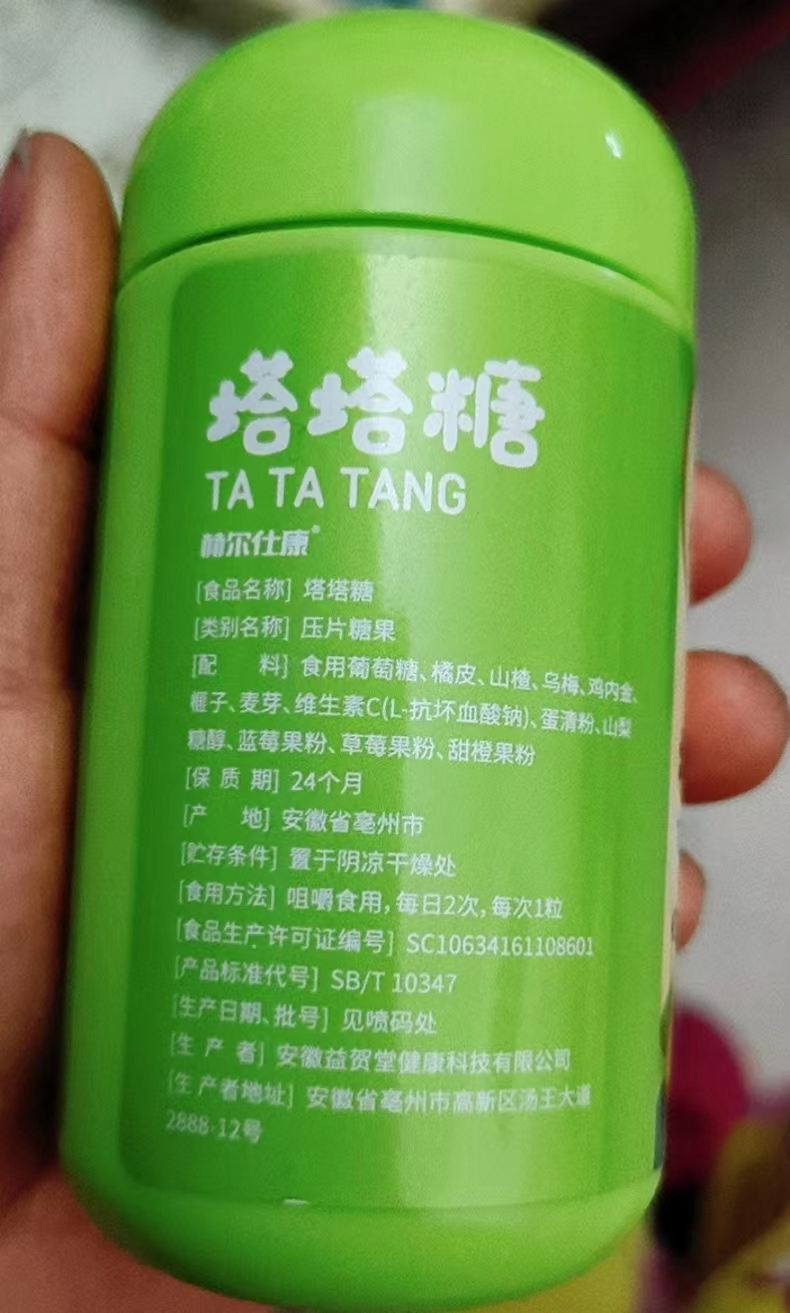 塔塔糖
TA TA TANG
赫尔仕康®
[食品名称] 塔塔糖
[类别名称] 压片糖果
[配 料] 食用葡萄糖、橘皮、山楂、乌梅、鸡内金、
榧子、麦芽、维生素C(L-抗坏血酸钠)、蛋清粉、山梨
糖醇、蓝莓果粉、草莓果粉、甜橙果粉
[保 质 期] 24个月
[产 地] 安徽省亳州市
[贮存条件] 置于阴凉干燥处
[食用方法] 咀嚼食用,每日2次,每次1粒
[食品生产许可证编号] SC10634161108601
[产品标准代号] SB/T 10347
[生产日期、批号] 见喷码处
[生 产 者] 安徽益贺堂健康科技有限公司
[生产者地址] 安徽省亳州市高新区汤王大道
2888-12号